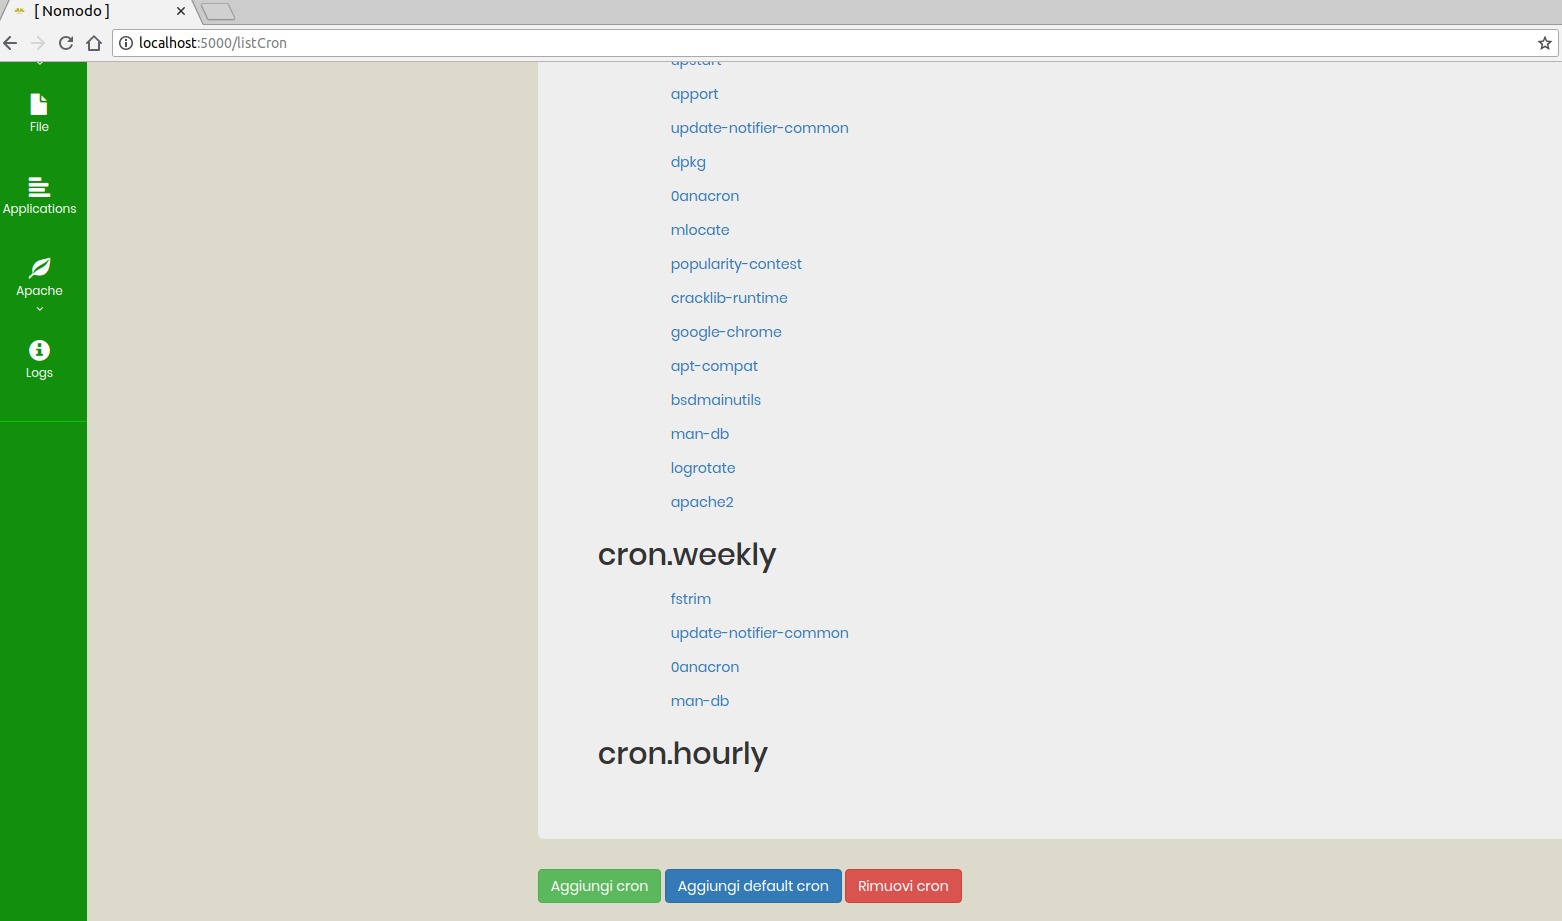 [ Nomodo ]
localhost:5000/listCron
File
Applications
Apache
Logs
upstart
apport
update-notifier-common
dpkg
0anacron
mlocate
popularity-contest
cracklib-runtime
google-chrome
apt-compat
bsdmainutils
man-db
logrotate
apache2
cron.weekly
fstrim
update-notifier-common
0anacron
man-db
cron.hourly
Aggiungi cron Aggiungi default cron Rimuovi cron